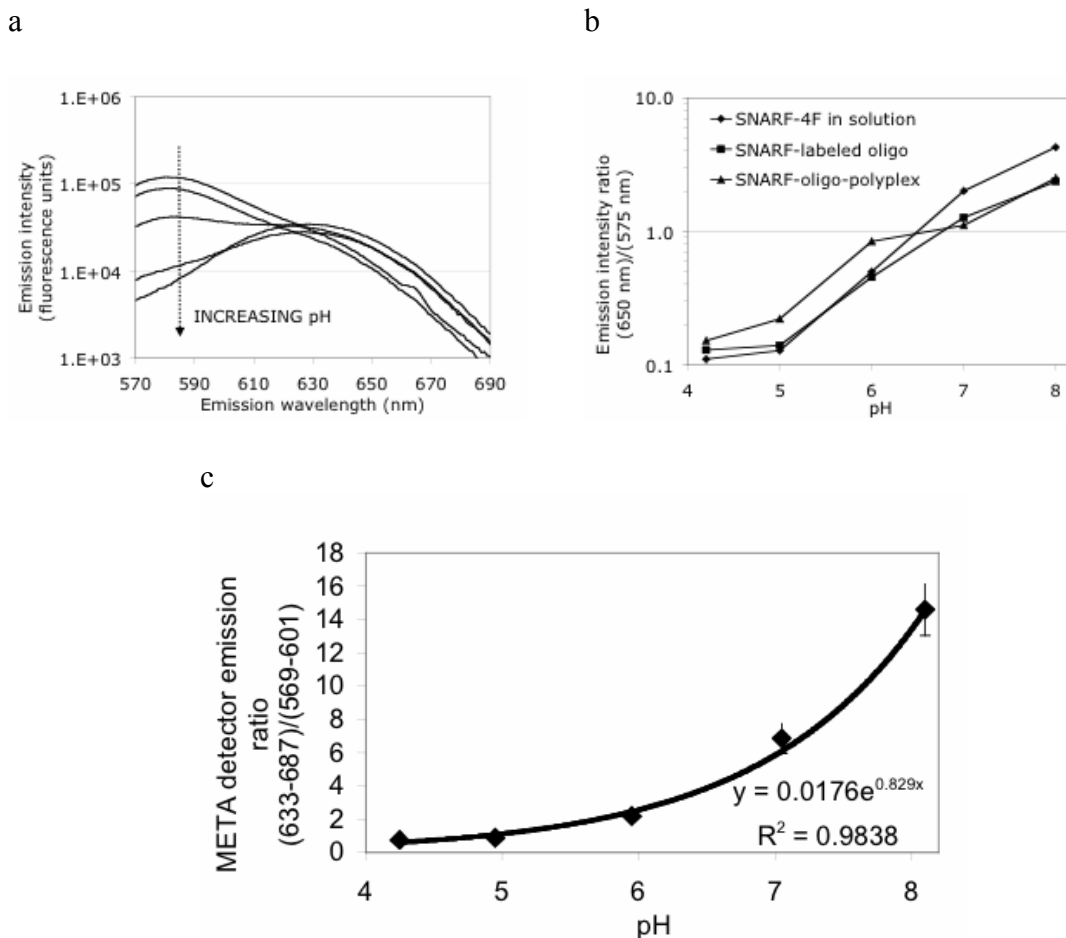 a
b
1.E+06
1.E+05
1.E+04
1.E+03
Emission intensity
(fluorescence units)
INCREASING pH
570 590 610 630 650 670 690
Emission wavelength (nm)
10.0
1.0
0.1
Emission intensity ratio
(650 nm)/(575 nm)
SNARF-4F in solution
SNARF-labeled oligo
SNARF-oligo-polyplex
4 5 6 7 8
pH
c
META detector emission
ratio
(633-687)/(569-601)
18
16
14
12
10
8
6
4
2
0
y = 0.0176e^0.829x
R² = 0.9838
4 5 6 7 8
pH